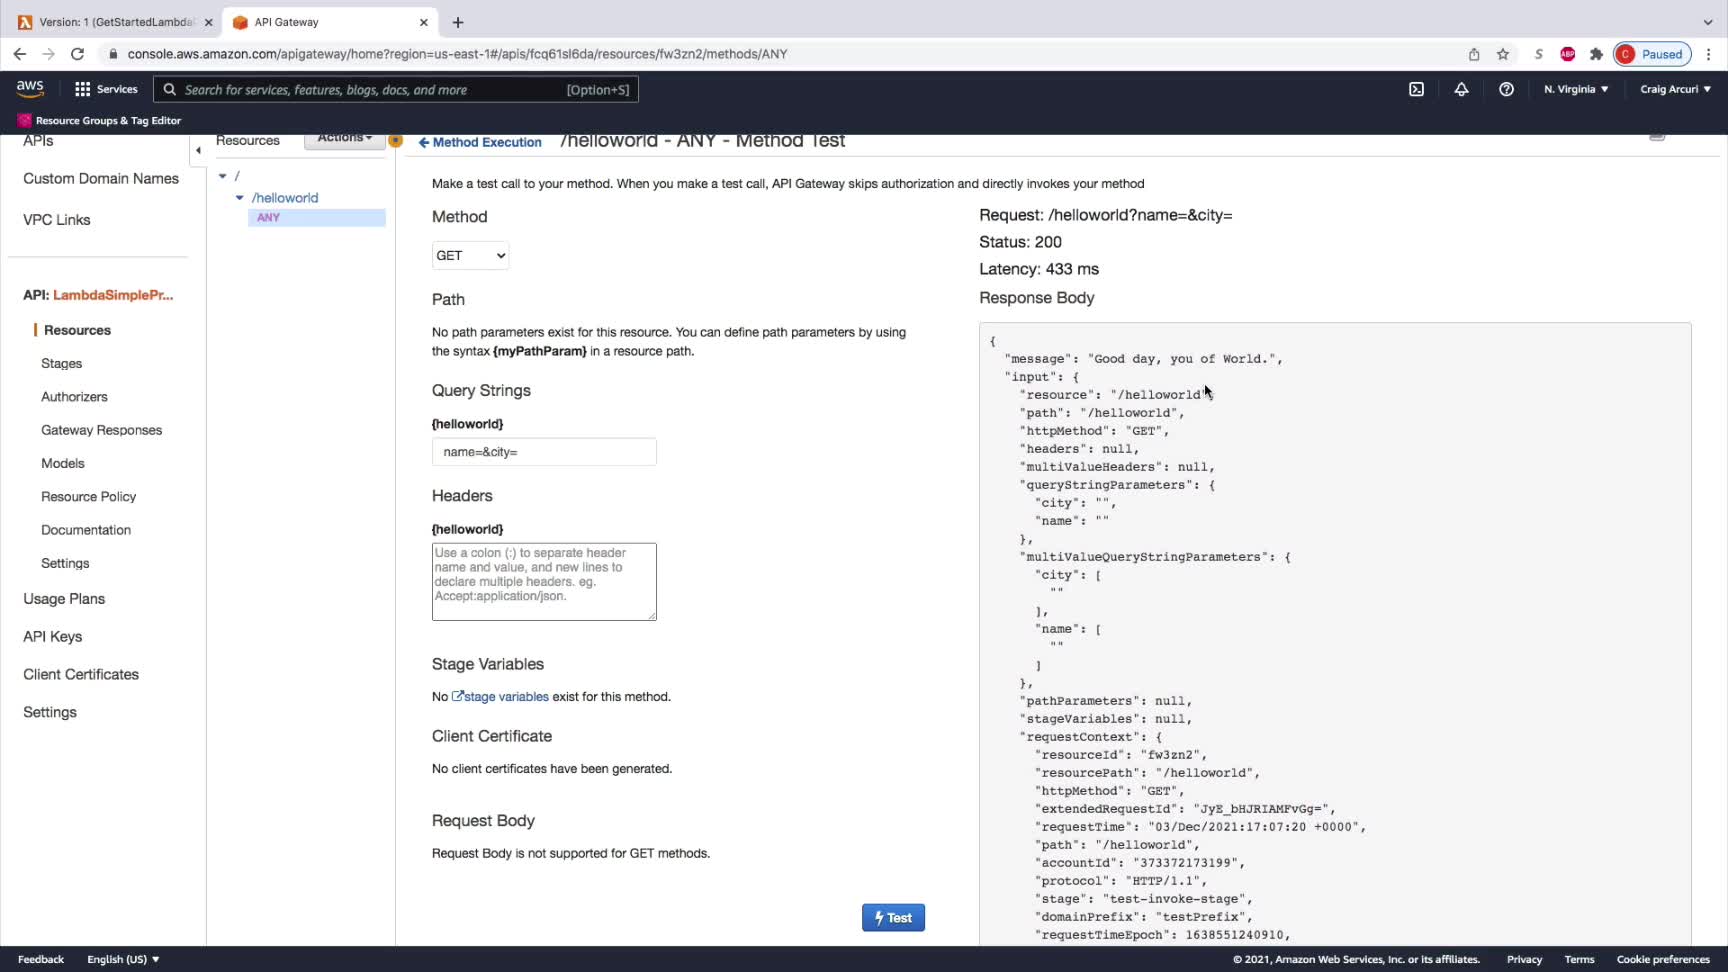 Version: 1 (GetStartedLambda
API Gateway
console.aws.amazon.com/apigateway/home?region=us-east-1#/apis/fcq61sl6da/resources/fw3zn2/methods/ANY
ABP
C Paused
aws
Services
Search for services, features, blogs, docs, and more [Option+S]
N. Virginia
Craig Arcuri
Resource Groups & Tag Editor
APIs
Custom Domain Names
VPC Links
API: LambdaSimplePr...
Resources
Stages
Authorizers
Gateway Responses
Models
Resource Policy
Documentation
Settings
Usage Plans
API Keys
Client Certificates
Settings
Resources
Actions
/
/helloworld
ANY
Method Execution /helloworld - ANY - Method Test
Make a test call to your method. When you make a test call, API Gateway skips authorization and directly invokes your method
Method
GET
Path
No path parameters exist for this resource. You can define path parameters by using
the syntax {myPathParam} in a resource path.
Query Strings
{helloworld}
name=&city=
Headers
{helloworld}
Use a colon (:) to separate header
name and value, and new lines to
declare multiple headers. eg.
Accept:application/json.
Stage Variables
No stage variables exist for this method.
Client Certificate
No client certificates have been generated.
Request Body
Request Body is not supported for GET methods.
Test
Request: /helloworld?name=&city=
Status: 200
Latency: 433 ms
Response Body
{
"message": "Good day, you of World.",
"input": {
"resource": "/helloworld",
"path": "/helloworld",
"httpMethod": "GET",
"headers": null,
"multiValueHeaders": null,
"queryStringParameters": {
"city": "",
"name": ""
},
"multiValueQueryStringParameters": {
"city": [
""
],
"name": [
""
]
},
"pathParameters": null,
"stageVariables": null,
"requestContext": {
"resourceId": "fw3zn2",
"resourcePath": "/helloworld",
"httpMethod": "GET",
"extendedRequestId": "JyE_bHJRIAMFvGg=",
"requestTime": "03/Dec/2021:17:07:20 +0000",
"path": "/helloworld",
"accountId": "373372173199",
"protocol": "HTTP/1.1",
"stage": "test-invoke-stage",
"domainPrefix": "testPrefix",
"requestTimeEpoch": 1638551240910,
Feedback
English (US)
© 2021, Amazon Web Services, Inc. or its affiliates.
Privacy
Terms
Cookie preferences